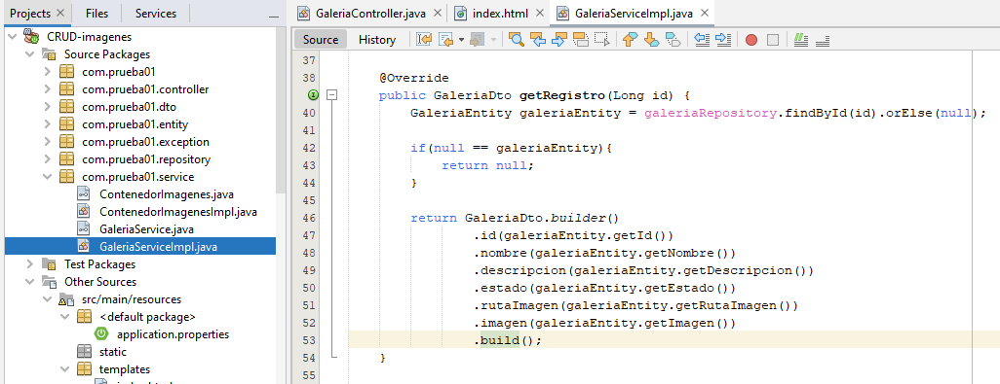 Projects
Files
Services
GaleriaController.java
index.html
GaleriaServiceImpl.java
Source
History
CRUD-imagenes
Source Packages
com.prueba01
com.prueba01.controller
com.prueba01.dto
com.prueba01.entity
com.prueba01.exception
com.prueba01.repository
com.prueba01.service
ContenedorImagenes.java
ContenedorImagenesImpl.java
GaleriaService.java
GaleriaServiceImpl.java
Test Packages
Other Sources
src/main/resources
<default package>
application.properties
static
templates
37
38 @Override
public GaleriaDto getRegistro(Long id) {
40 GaleriaEntity galeriaEntity = galeriaRepository.findById(id).orElse(null);
41
42 if(null == galeriaEntity){
43 return null;
44 }
45
46 return GaleriaDto.builder()
47 .id(galeriaEntity.getId())
48 .nombre(galeriaEntity.getNombre())
49 .descripcion(galeriaEntity.getDescripcion())
50 .estado(galeriaEntity.getEstado())
51 .rutaImagen(galeriaEntity.getRutaImagen())
52 .imagen(galeriaEntity.getImagen())
53 .build();
54 }
55